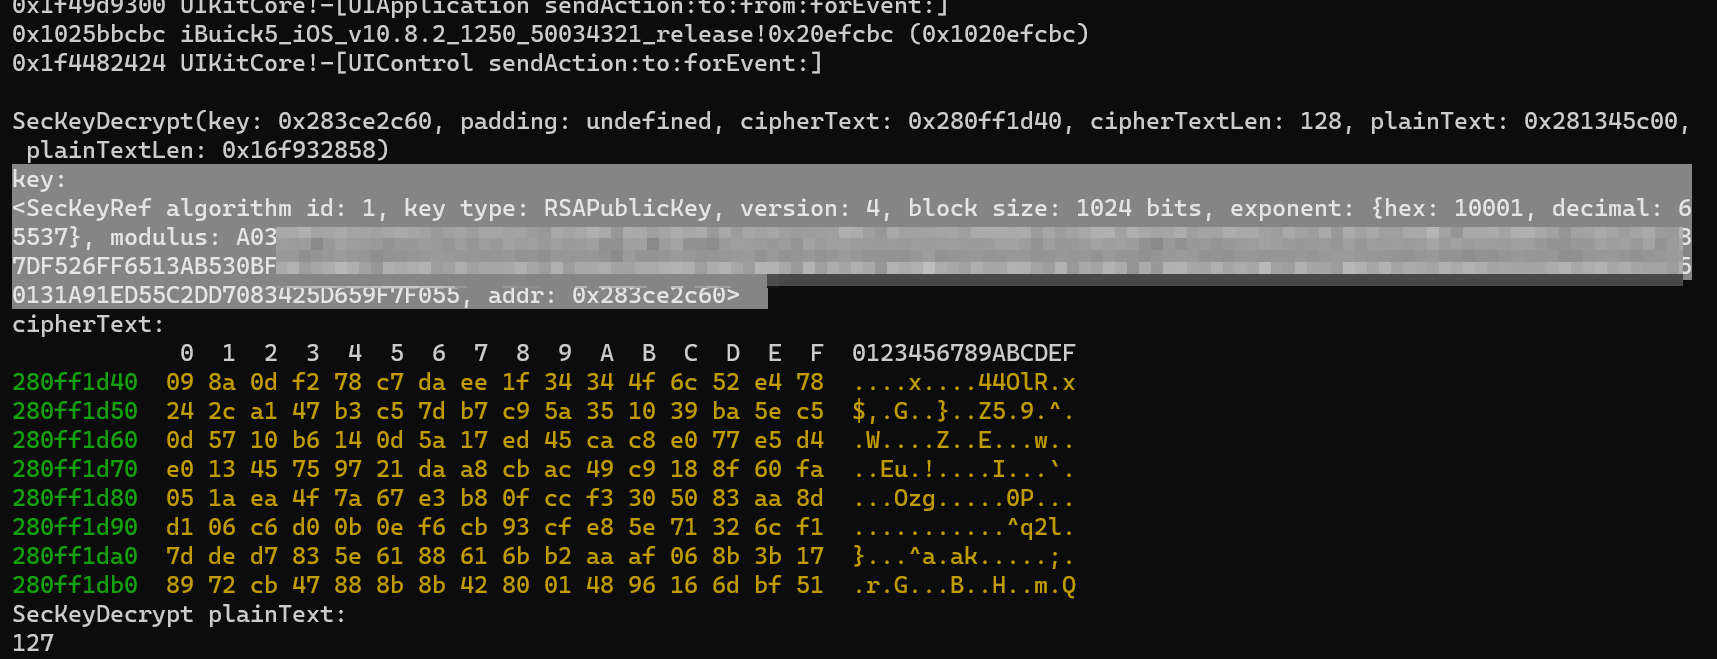 0x1f49d9300 UIKitCore!-[UIApplication sendAction:to:from:forEvent:]
0x1025bbcbc iBuick5_iOS_v10.8.2_1250_50034321_release!0x20efcbc (0x1020efcbc)
0x1f4482424 UIKitCore!-[UIControl sendAction:to:forEvent:]
SecKeyDecrypt(key: 0x283ce2c60, padding: undefined, cipherText: 0x280ff1d40, cipherTextLen: 128, plainText: 0x281345c00,
plainTextLen: 0x16f932858)
key:
<SecKeyRef algorithm id: 1, key type: RSAPublicKey, version: 4, block size: 1024 bits, exponent: {hex: 10001, decimal: 6
5537}, modulus: A03
7DF526FF6513AB530BF
0131A91ED55C2DD7083425D659F7F055, addr: 0x283ce2c60>
cipherText:
0 1 2 3 4 5 6 7 8 9 A B C D E F 0123456789ABCDEF
280ff1d40 09 8a 0d f2 78 c7 da ee 1f 34 34 4f 6c 52 e4 78 ....x....44OlR.x
280ff1d50 24 2c a1 47 b3 c5 7d b7 c9 5a 35 10 39 ba 5e c5 $,.G..}..Z5.9.^.
280ff1d60 0d 57 10 b6 14 0d 5a 17 ed 45 ca c8 e0 77 e5 d4 .W....Z..E...w..
280ff1d70 e0 13 45 75 97 21 da a8 cb ac 49 c9 18 8f 60 fa ..Eu.!....I...`.
280ff1d80 05 1a ea 4f 7a 67 e3 b8 0f cc f3 30 50 83 aa 8d ...Ozg.....0P...
280ff1d90 d1 06 c6 d0 0b 0e f6 cb 93 cf e8 5e 71 32 6c f1 ...........^q2l.
280ff1da0 7d de d7 83 5e 61 88 61 6b b2 aa af 06 8b 3b 17 }...^a.ak.....;.
280ff1db0 89 72 cb 47 88 8b 8b 42 80 01 48 96 16 6d bf 51 .r.G...B..H..m.Q
SecKeyDecrypt plainText:
127